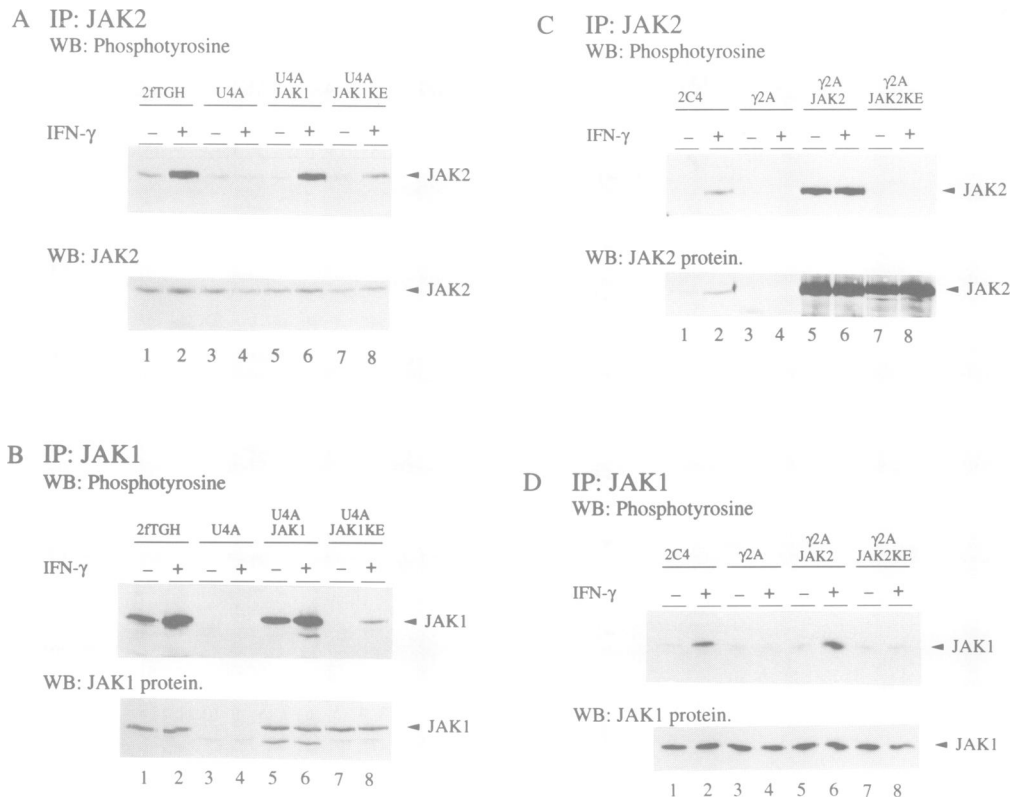 A IP: JAK2
WB: Phosphotyrosine
2fTGH U4A U4A JAK1 U4A JAK1KE
IFN-γ – + – + – + – +
◄ JAK2
WB: JAK2
◄ JAK2
1 2 3 4 5 6 7 8
B IP: JAK1
WB: Phosphotyrosine
2fTGH U4A U4A JAK1 U4A JAK1KE
IFN-γ – + – + – + – +
◄ JAK1
WB: JAK1 protein.
◄ JAK1
1 2 3 4 5 6 7 8
C IP: JAK2
WB: Phosphotyrosine
2C4 γ2A γ2A JAK2 γ2A JAK2KE
IFN-γ – + – + – + – +
◄ JAK2
WB: JAK2 protein.
◄ JAK2
1 2 3 4 5 6 7 8
D IP: JAK1
WB: Phosphotyrosine
2C4 γ2A γ2A JAK2 γ2A JAK2KE
IFN-γ – + – + – + – +
◄ JAK1
WB: JAK1 protein.
◄ JAK1
1 2 3 4 5 6 7 8